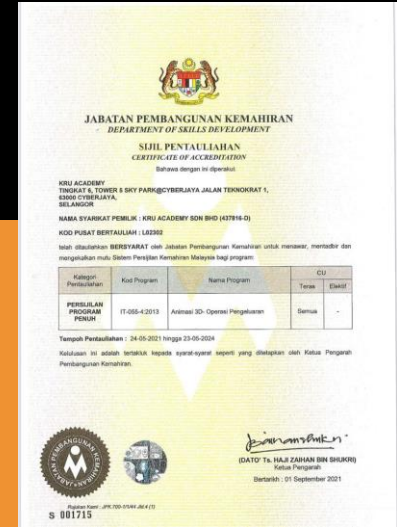 JABATAN PEMBANGUNAN KEMAHIRAN
DEPARTMENT OF SKILLS DEVELOPMENT
SIJIL PENTAULIAHAN
CERTIFICATE OF ACCREDITATION
Bahawa dengan ini diperakui
KRU ACADEMY
TINGKAT 6, TOWER 8 SKY PARK@CYBERJAYA JALAN TEKNOKRAT 1,
63000 CYBERJAYA,
SELANGOR
NAMA SYARIKAT PEMILIK : KRU ACADEMY SDN BHD (437816-D)
KOD PUSAT BERTAULIAH : L02302
telah ditauliahkan BERSYARAT oleh Jabatan Pembangunan Kemahiran untuk menawar, mentadbir dan
mengekalkan mutu Sistem Persijilan Kemahiran Malaysia bagi program:
Kategori Pentauliahan Kod Program Nama Program CU
Teras Elektif
PERSIJILAN PROGRAM PENUH IT-055-4:2013 Animasi 3D- Operasi Pengeluaran Semua -
Tempoh Pentauliahan : 24-05-2021 hingga 23-05-2024
Kelulusan ini adalah tertakluk kepada syarat-syarat seperti yang ditetapkan oleh Ketua Pengarah
Pembangunan Kemahiran.
(DATO' Ts. HAJI ZAIHAN BIN SHUKRI)
Ketua Pengarah
Bertarikh : 01 September 2021
JABATAN PEMBANGUNAN KEMAHIRAN
Rujukan Kami :
S 001715